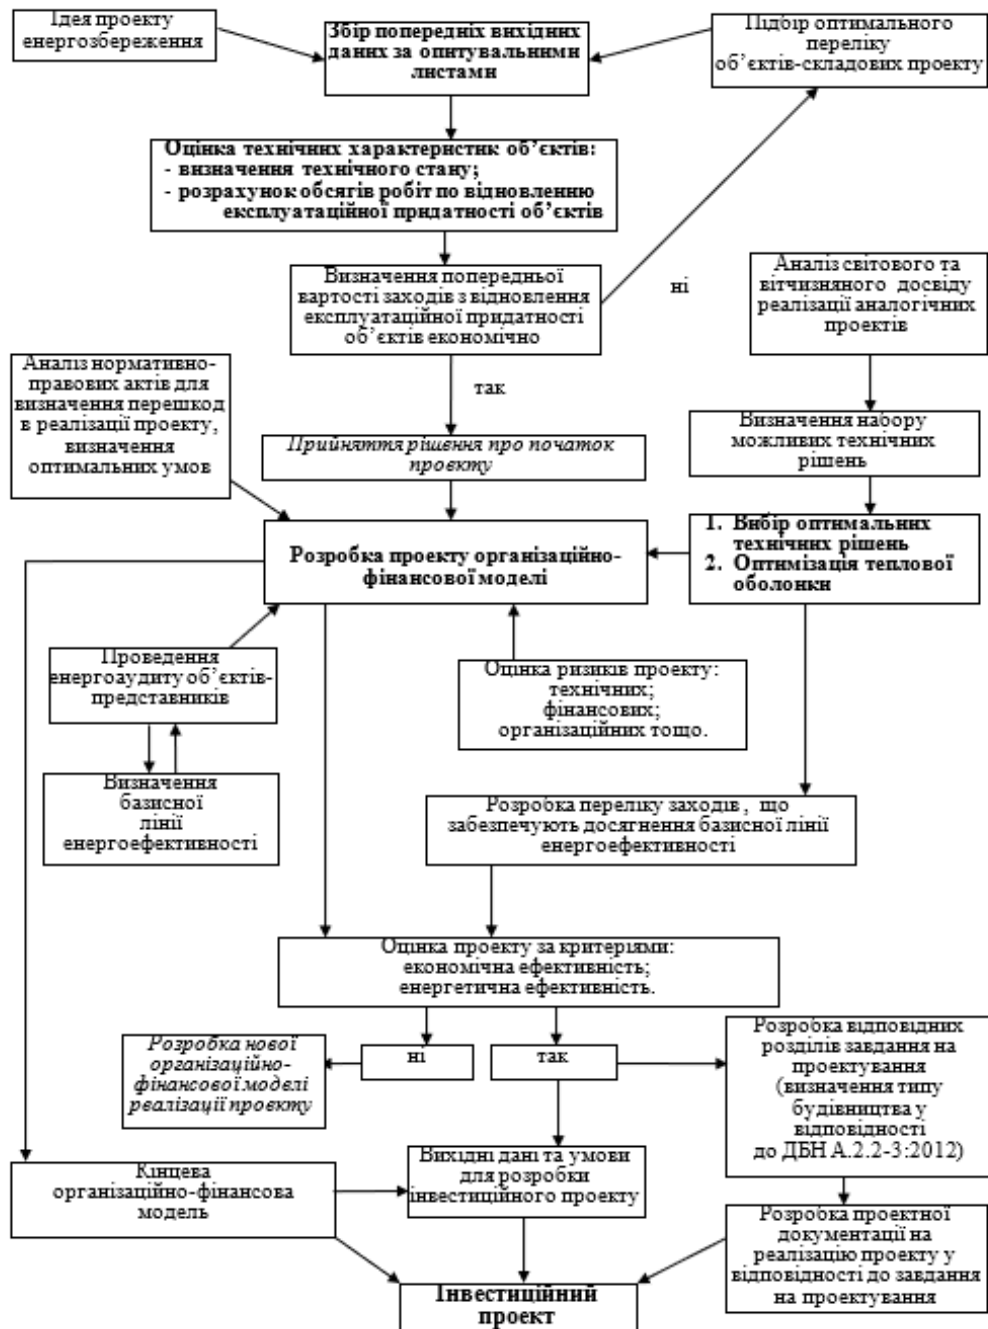 Ідея проекту
енергозбереження
Збір попередніх вихідних
даних за опитувальними
листами
Підбір оптимального
переліку
об’єктів-складових проекту
Оцінка технічних характеристик об’єктів:
- визначення технічного стану;
- розрахунок обсягів робіт по відновленню
експлуатаційної придатності об’єктів
Визначення попередньої
вартості заходів з відновлення
експлуатаційної придатності
об’єктів економічно
ні
Аналіз світового та
вітчизняного досвіду
реалізації аналогічних
проектів
Аналіз нормативно-
правових актів для
визначення перешкод
в реалізації проекту,
визначення
оптимальних умов
так
Визначення набору
можливих технічних
рішень
Прийняття рішення про початок
проекту
Розробка проекту організаційно-
фінансової моделі
1. Вибір оптимальних
технічних рішень
2. Оптимізація теплової
оболонки
Проведення
енергоаудиту об’єктів-
представників
Оцінка ризиків проекту:
технічних;
фінансових;
організаційних тощо.
Визначення
базисної
лінії
енергоефективності
Розробка переліку заходів , що
забезпечують досягнення базисної лінії
енергоефективності
Оцінка проекту за критеріями:
економічна ефективність;
енергетична ефективність.
Розробка нової
організаційно-
фінансової моделі
реалізації проекту
ні
так
Розробка відповідних
розділів завдання на
проектування
(визначення типу
будівництва у
відповідності
до ДБН А.2.2-3:2012)
Кінцева
організаційно-фінансова
модель
Вихідні дані та умови
для розробки
інвестиційного проекту
Розробка проектної
документації на
реалізацію проекту у
відповідності до завдання
на проектування
Інвестиційний
проект